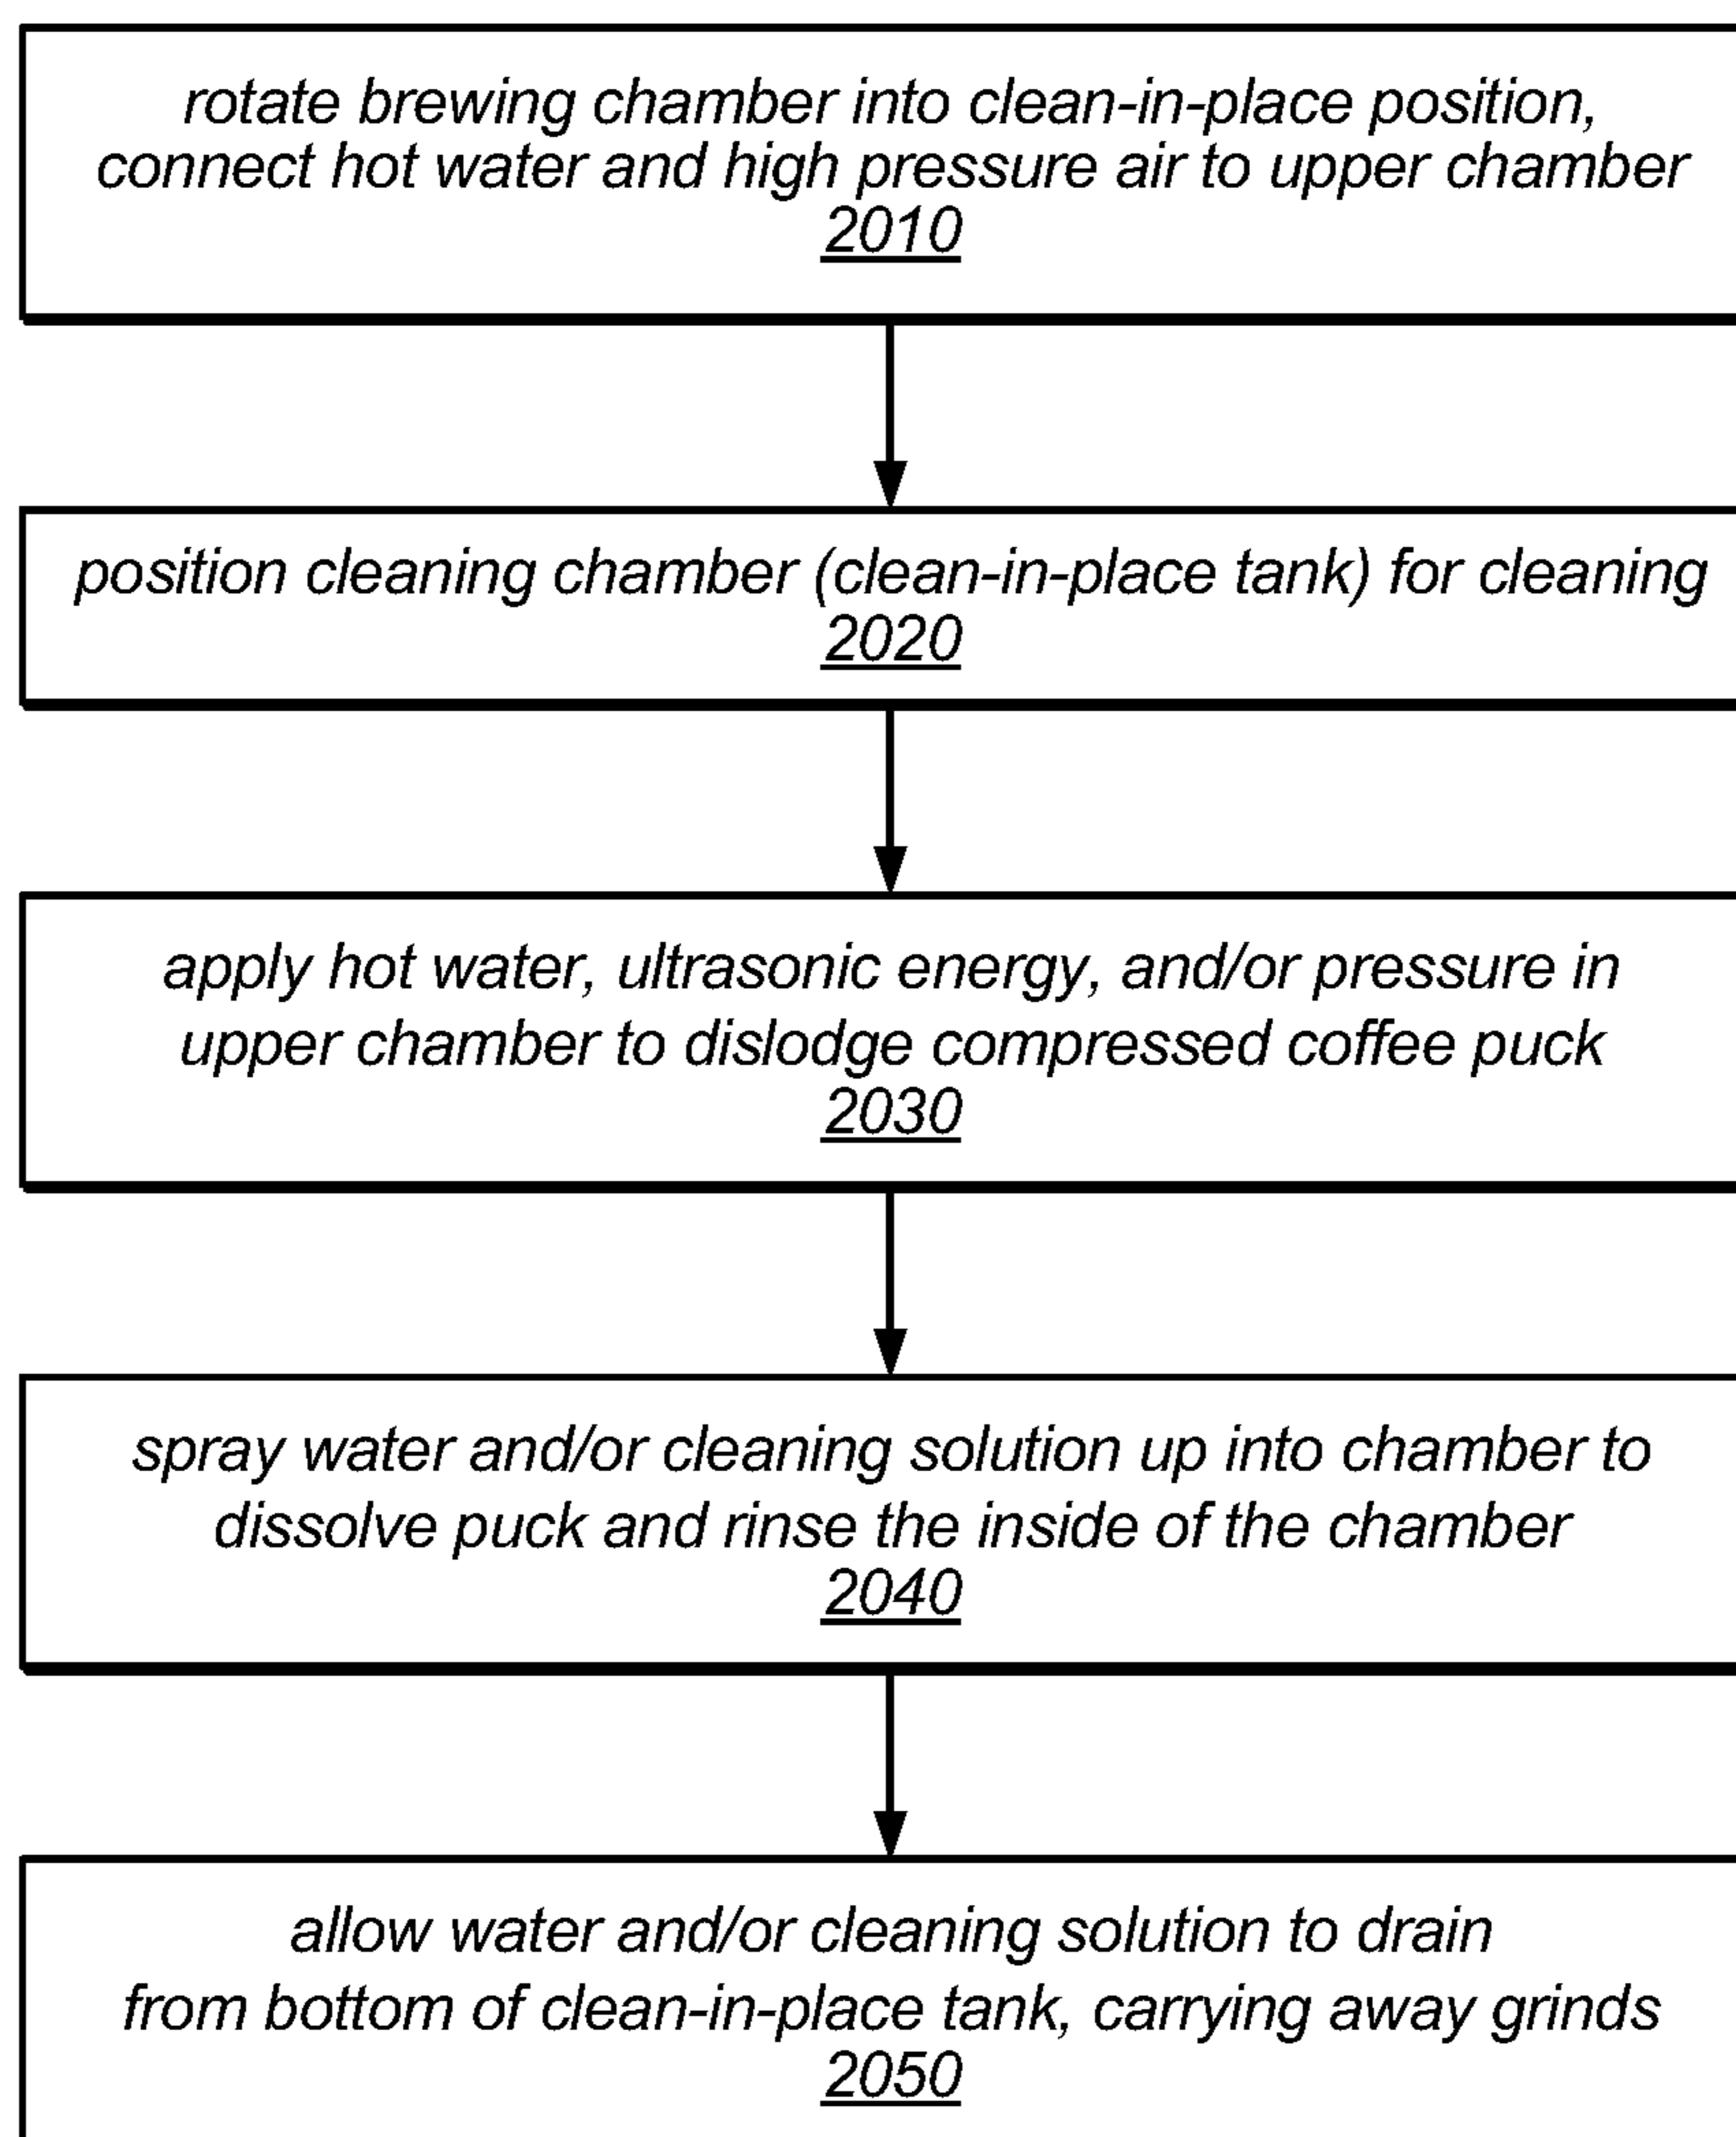 rotate brewing chamber into clean-in-place position,
connect hot water and high pressure air to upper chamber
2010
position cleaning chamber (clean-in-place tank) for cleaning
2020
apply hot water, ultrasonic energy, and/or pressure in
upper chamber to dislodge compressed coffee puck
2030
spray water and/or cleaning solution up into chamber to
dissolve puck and rinse the inside of the chamber
2040
allow water and/or cleaning solution to drain
from bottom of clean-in-place tank, carrying away grinds
2050